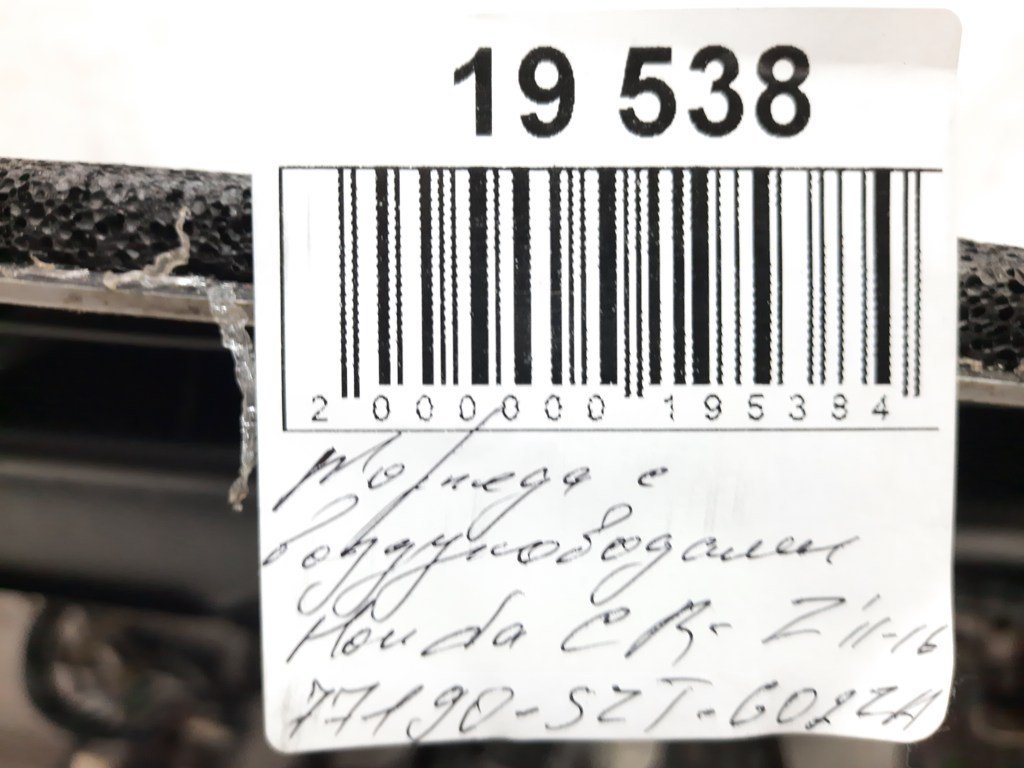 19 538
2 000000 195384
Торпеда с
воздуховодами
Honda CR-Z 11-16
77190-SZT-G02ZA